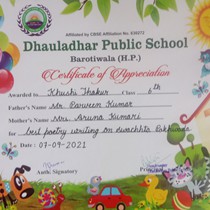 Affiliated by CBSE Affiliation No. 630272
Dhauladhar Public School
Barotiwala (H.P.)
Certificate of Appreciation
Awarded to Khushi Thakur Class 6th
Father's Name Mr. Parveen Kumar
Mother's Name Mrs Aruna Kumari
for poetry writing on Swachhta Pakhwada
Date 07-09-2021
Auth: Signatory